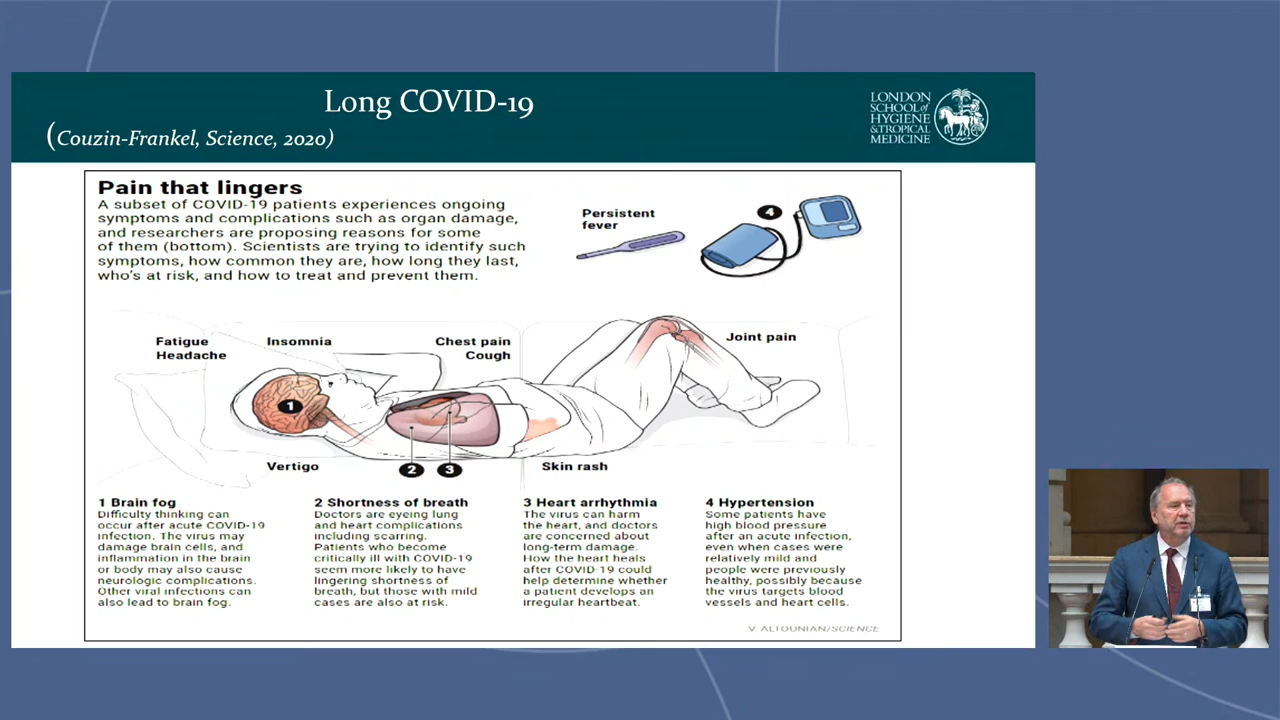 Long COVID-19
(Couzin-Frankel, Science, 2020)
LONDON
SCHOOL of
HYGIENE
& TROPICAL
MEDICINE
Pain that lingers
A subset of COVID-19 patients experiences ongoing
symptoms and complications such as organ damage,
and researchers are proposing reasons for some
of them (bottom). Scientists are trying to identify such
symptoms, how common they are, how long they last,
who's at risk, and how to treat and prevent them.
Persistent
fever
4
Fatigue
Headache
Insomnia
Chest pain
Cough
Joint pain
1
Vertigo
2
3
Skin rash
1 Brain fog
Difficulty thinking can
occur after acute COVID-19
infection. The virus may
damage brain cells, and
inflammation in the brain
or body may also cause
neurologic complications.
Other viral infections can
also lead to brain fog.
2 Shortness of breath
Doctors are eyeing lung
and heart complications
including scarring.
Patients who become
critically ill with COVID-19
seem more likely to have
lingering shortness of
breath, but those with mild
cases are also at risk.
3 Heart arrhythmia
The virus can harm
the heart, and doctors
are concerned about
long-term damage.
How the heart heals
after COVID-19 could
help determine whether
a patient develops an
irregular heartbeat.
4 Hypertension
Some patients have
high blood pressure
after an acute infection,
even when cases were
relatively mild and
people were previously
healthy, possibly because
the virus targets blood
vessels and heart cells.
V. ALTOUNIAN/SCIENCE